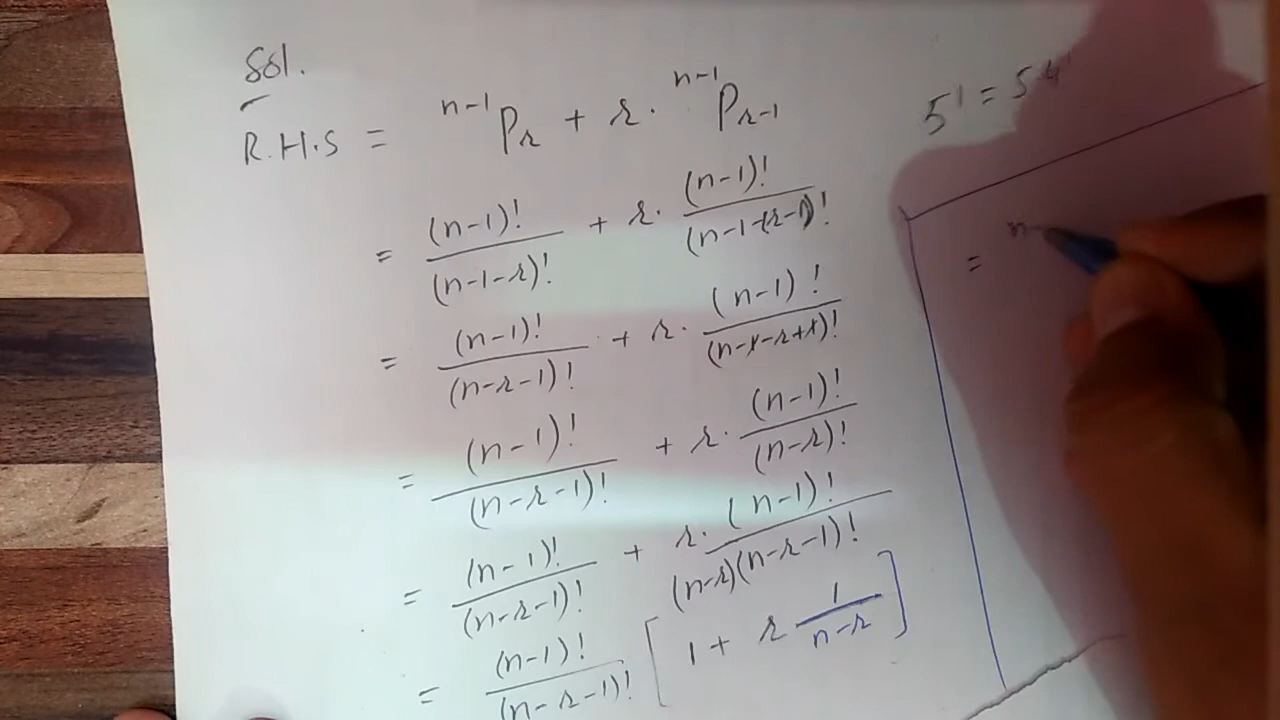 Sol.
R.H.S = ⁿ⁻¹Pᵣ + r · ⁿ⁻¹Pᵣ₋₁
= (n-1)!/(n-1-r)! + r · (n-1)!/(n-1-(r-1))!
= (n-1)!/(n-r-1)! + r · (n-1)!/(n-1-r+1)!
= (n-1)!/(n-r-1)! + r · (n-1)!/(n-r)!
= (n-1)!/(n-r-1)! + r · (n-1)!/(n-r)(n-r-1)!
= (n-1)!/(n-r-1)! [1 + r 1/n-r]
5! = 5·4!
= n-